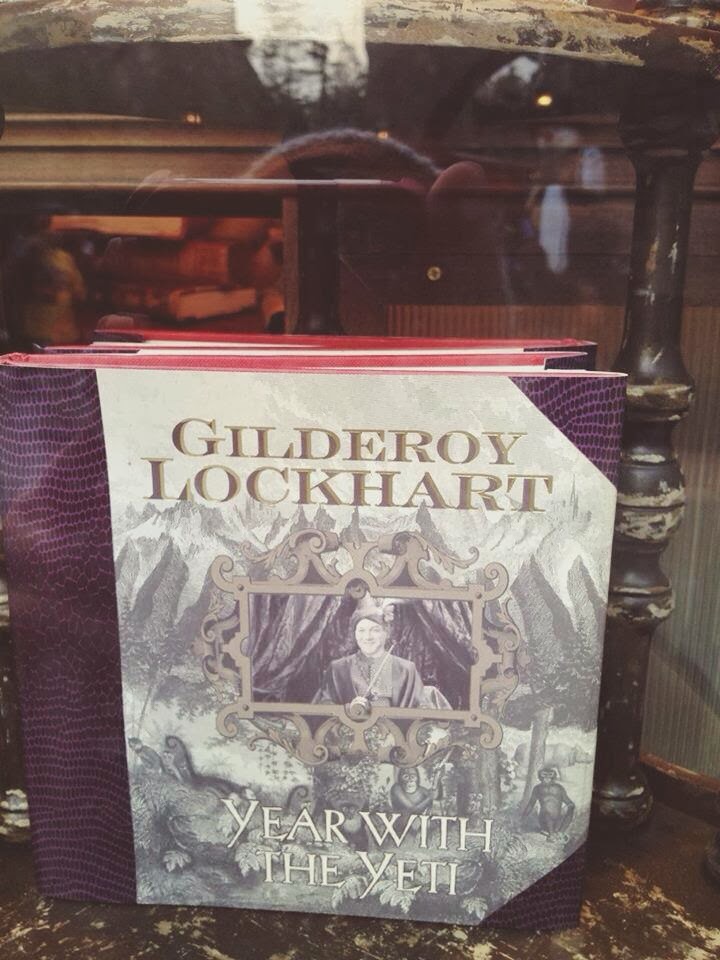 GILDEROY
LOCKHART
YEAR WITH
THE YETI